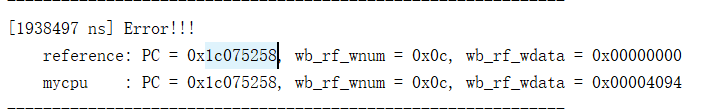 [1938497 ns] Error!!!
reference: PC = 0x1c075258, wb_rf_wnum = 0x0c, wb_rf_wdata = 0x00000000
mycpu : PC = 0x1c075258, wb_rf_wnum = 0x0c, wb_rf_wdata = 0x00004094